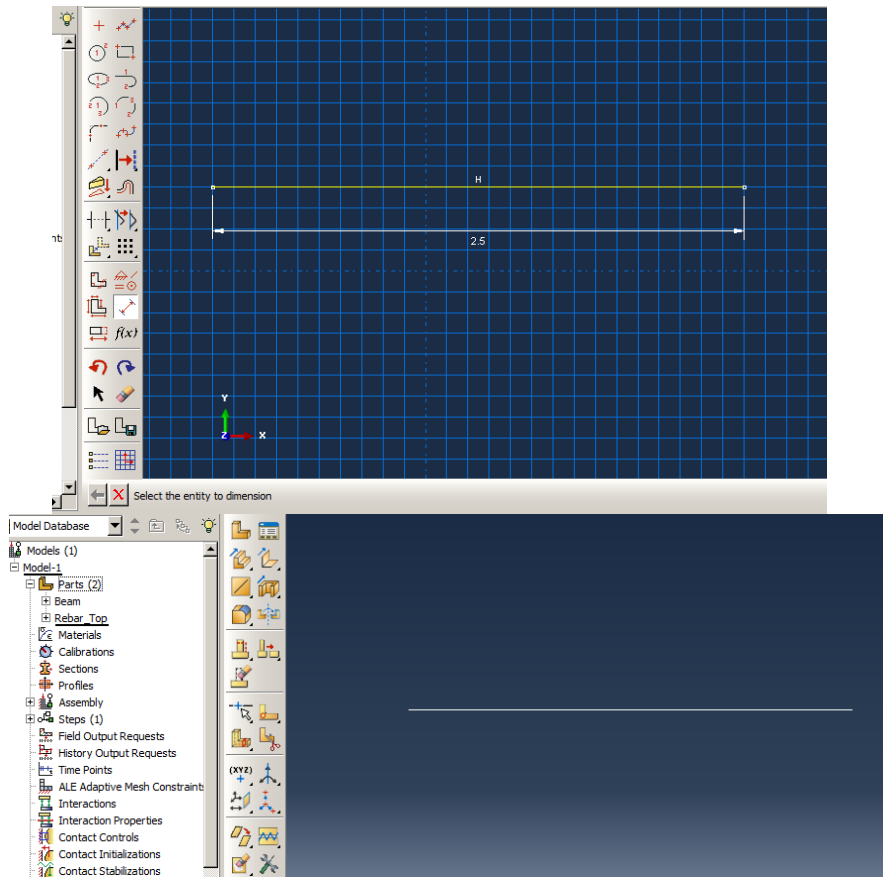 H
2.5
nts
f(x)
Y
Z
X
Select the entity to dimension
Model Database
Models (1)
Model-1
Parts (2)
Beam
Rebar_Top
Materials
Calibrations
Sections
Profiles
Assembly
Steps (1)
Field Output Requests
History Output Requests
Time Points
ALE Adaptive Mesh Constraints
Interactions
Interaction Properties
Contact Controls
Contact Initializations
Contact Stabilizations
(XYZ)